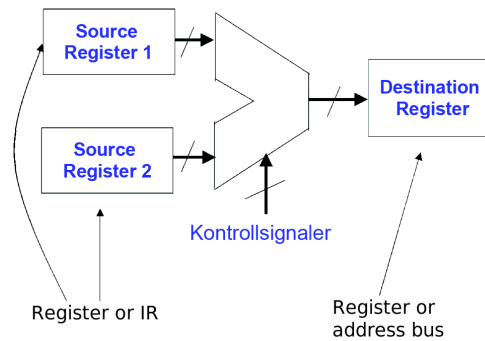 Source
Register 1
Source
Register 2
Destination
Register
Kontrollsignaler
Register or IR
Register or
address bus